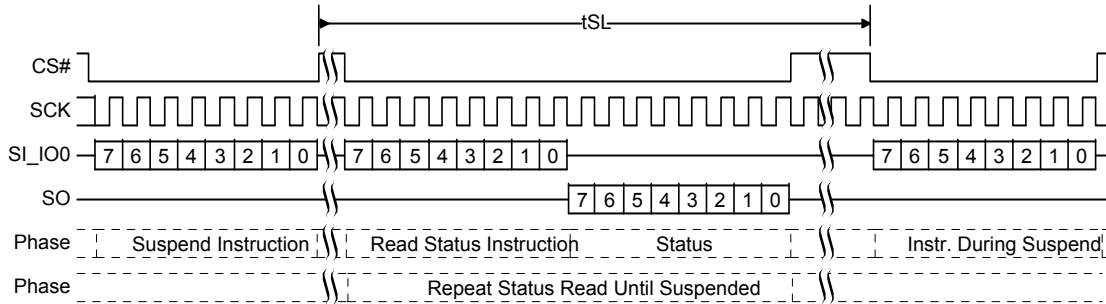 tSL
CS#
SCK
SI_IO0 7 6 5 4 3 2 1 0 7 6 5 4 3 2 1 0 7 6 5 4 3 2 1 0
SO 7 6 5 4 3 2 1 0
Phase Suspend Instruction Read Status Instruction Status Instr. During Suspend
Phase Repeat Status Read Until Suspended